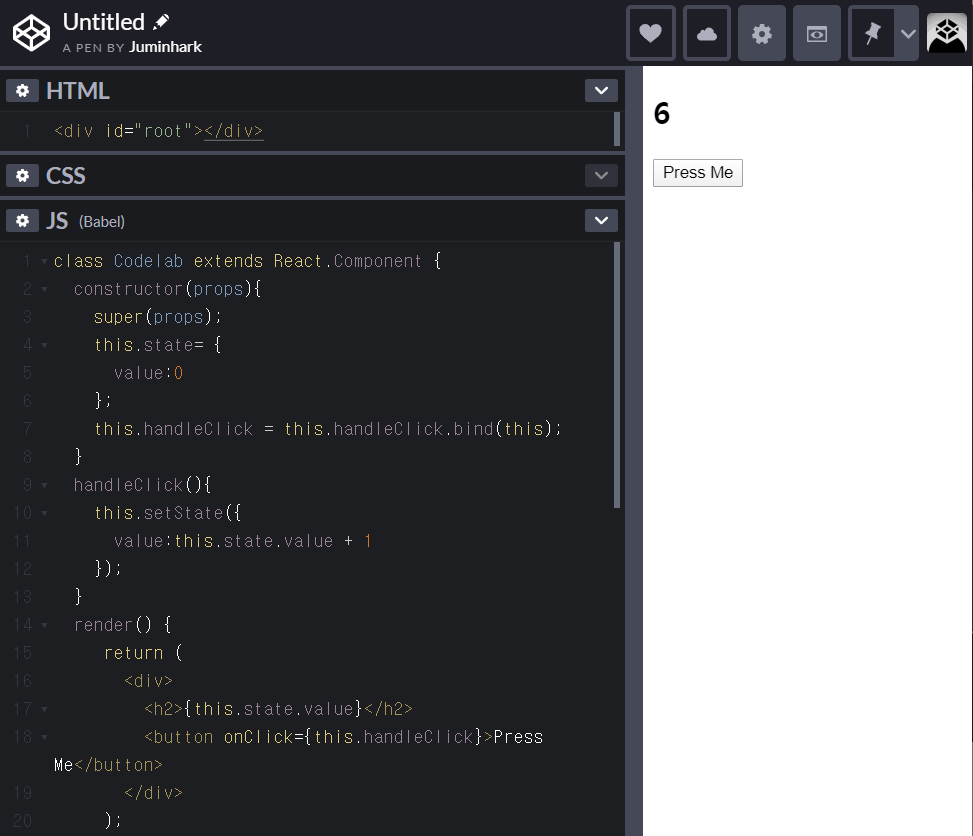 Untitled
A PEN BY Juminhark
HTML
1 <div id="root"></div>
CSS
JS (Babel)
1 class Codelab extends React.Component {
2 constructor(props){
3 super(props);
4 this.state= {
5 value:0
6 };
7 this.handleClick = this.handleClick.bind(this);
8 }
9 handleClick(){
10 this.setState({
11 value:this.state.value + 1
12 });
13 }
14 render() {
15 return (
16 <div>
17 <h2>{this.state.value}</h2>
18 <button onClick={this.handleClick}>Press
Me</button>
19 </div>
20 );
6
Press Me